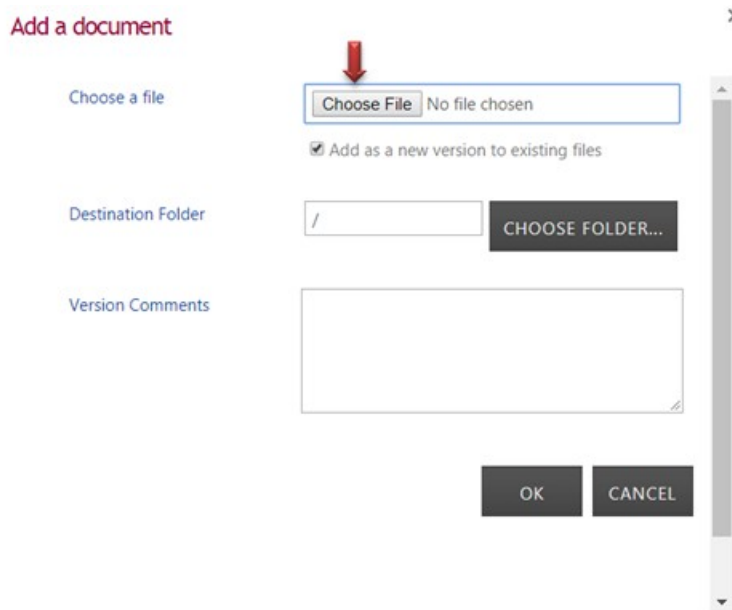 Add a document
Choose a file
Choose File No file chosen
Add as a new version to existing files
Destination Folder
/
CHOOSE FOLDER...
Version Comments
OK
CANCEL